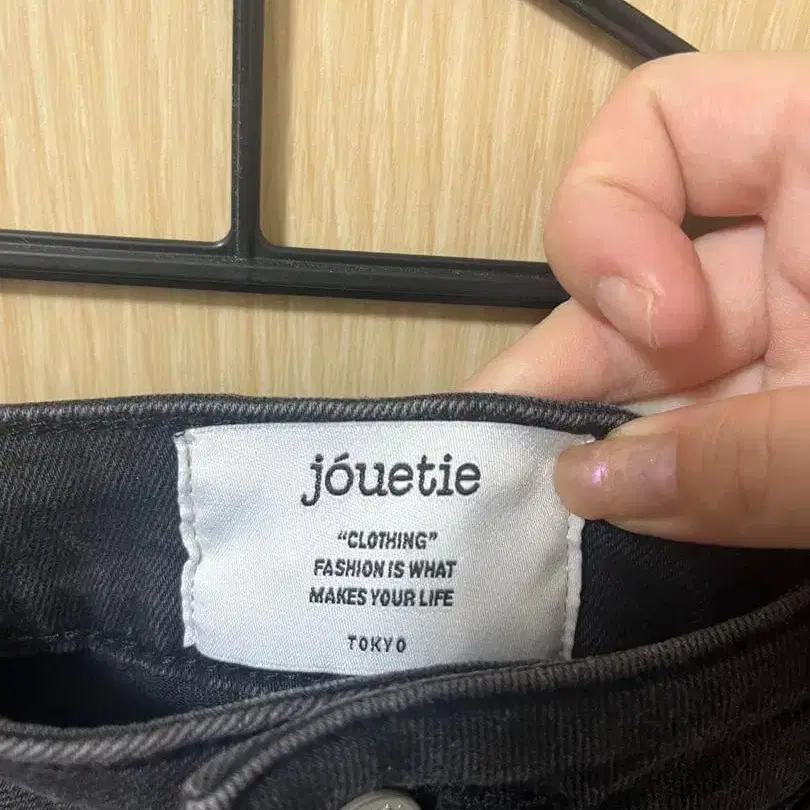 jóuetie
“CLOTHING”
FASHION IS WHAT
MAKES YOUR LIFE
TOKYO